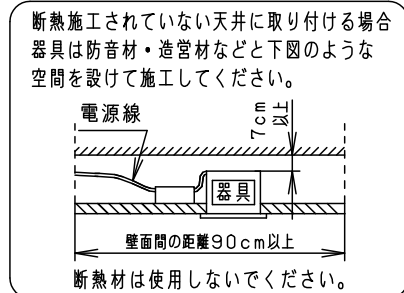 断熱施工されていない天井に取り付ける場合
器具は防音材・造営材などと下図のような
空間を設けて施工してください。
電源線
7cm
以上
器具
壁面間の距離90cm以上
断熱材は使用しないでください。